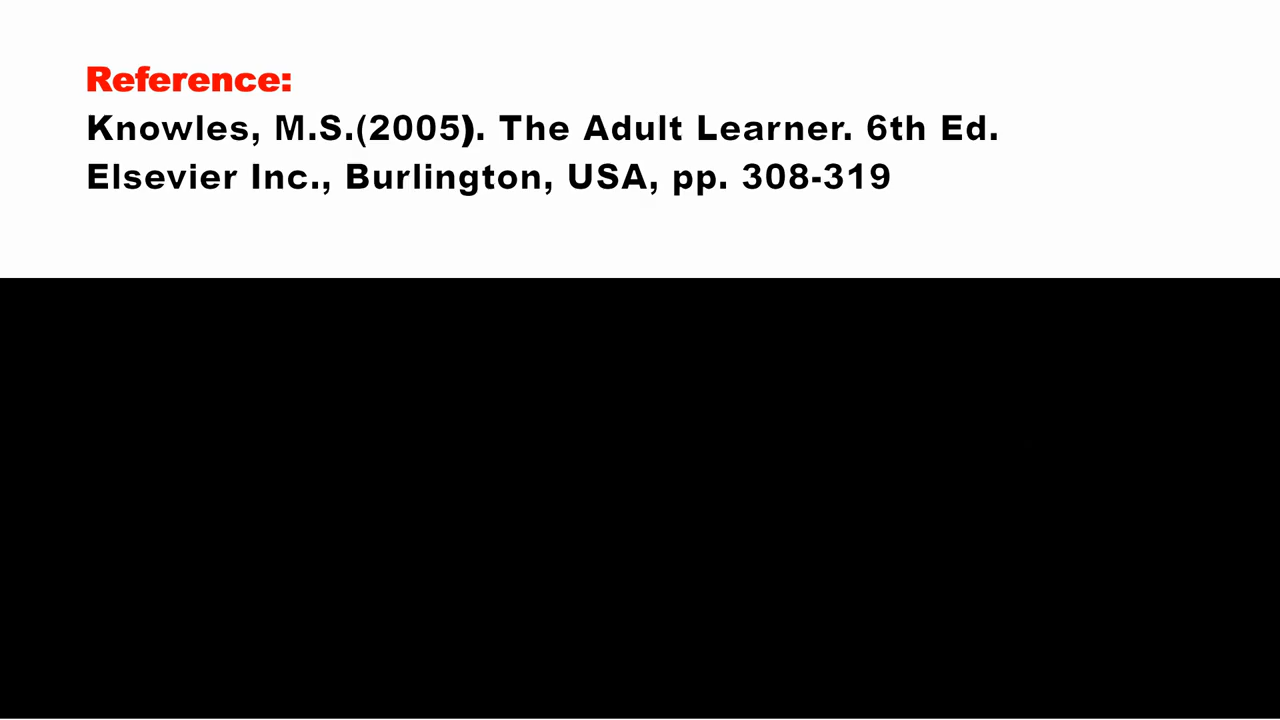 Reference:
Knowles, M.S.(2005). The Adult Learner. 6th Ed.
Elsevier Inc., Burlington, USA, pp. 308-319